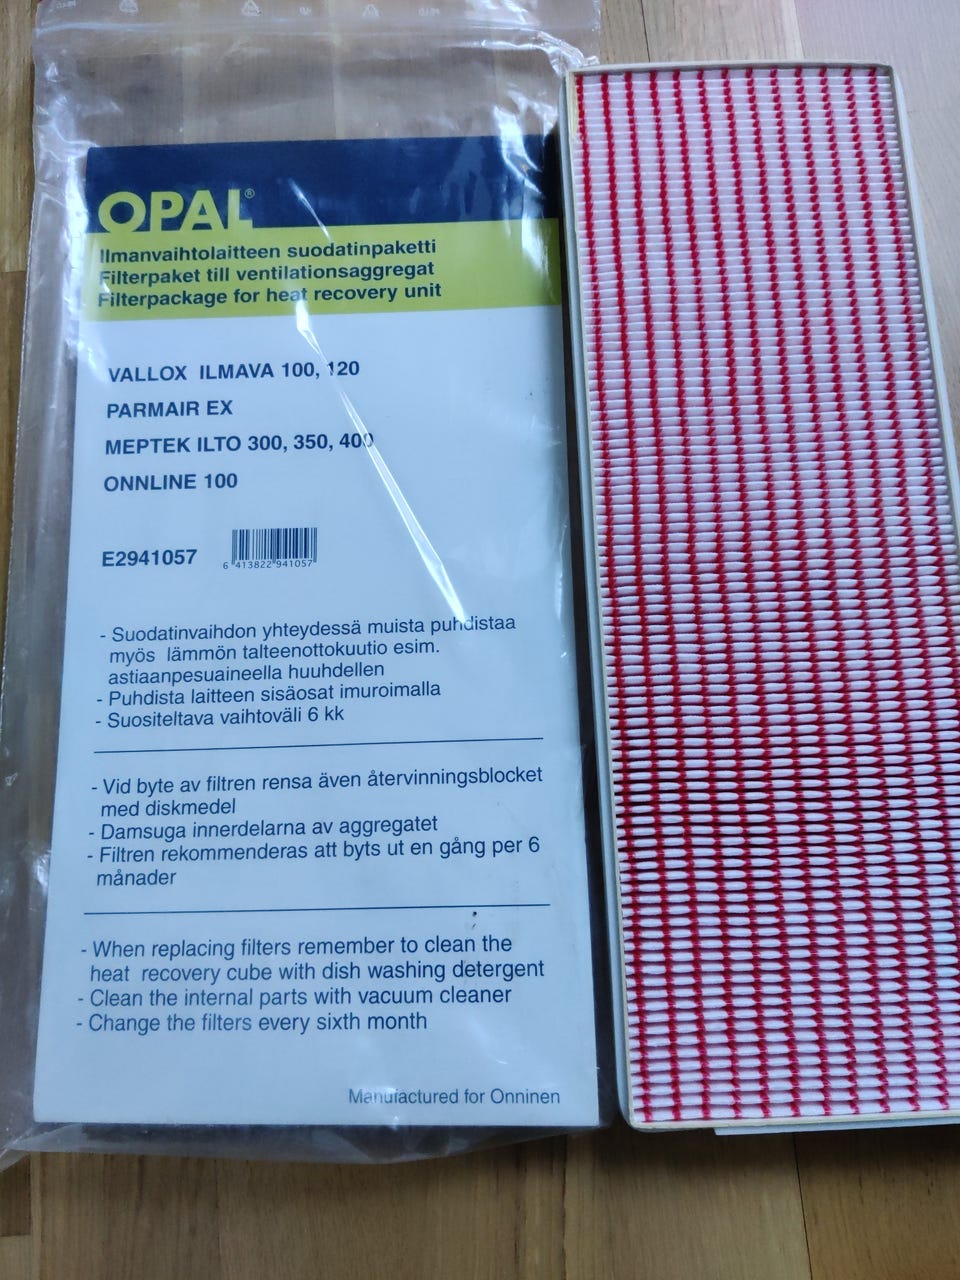 OPAL®
Ilmanvaihtolaitteen suodatinpaketti
Filterpaket till ventilationsaggregat
Filterpackage for heat recovery unit
VALLOX ILMAVA 100, 120
PARMAIR EX
MEPTEK ILTO 300, 350, 400
ONNLINE 100
E2941057
6 413822 941057
- Suodatinvaihdon yhteydessä muista puhdistaa
myös lämmön talteenottokuutio esim.
astiaanpesuaineella huuhdellen
- Puhdista laitteen sisäosat imuroimalla
- Suositeltava vaihtoväli 6 kk
- Vid byte av filtren rensa även återvinningsblocket
med diskmedel
- Damsuga innerdelarna av aggregatet
- Filtren rekommenderas att byts ut en gång per 6
månader
- When replacing filters remember to clean the
heat recovery cube with dish washing detergent
- Clean the internal parts with vacuum cleaner
- Change the filters every sixth month
Manufactured for Onninen